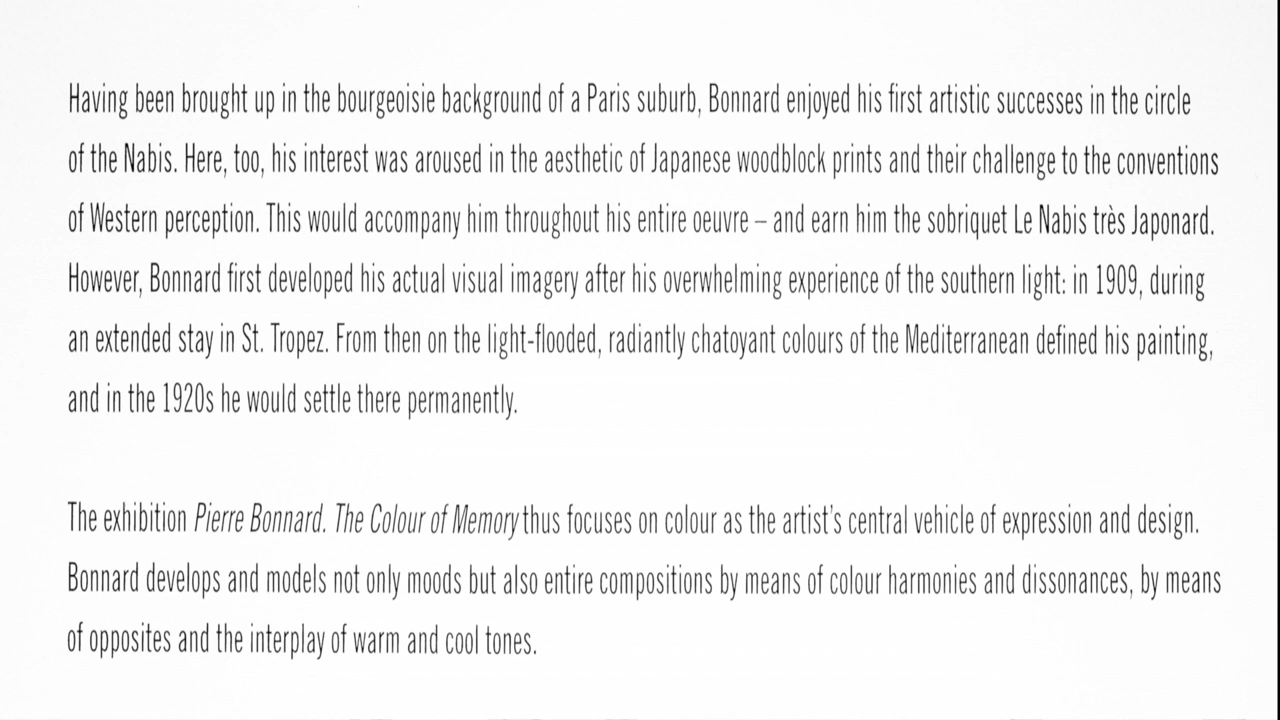 Having been brought up in the bourgeoisie background of a Paris suburb, Bonnard enjoyed his first artistic successes in the circle
of the Nabis. Here, too, his interest was aroused in the aesthetic of Japanese woodblock prints and their challenge to the conventions
of Western perception. This would accompany him throughout his entire oeuvre – and earn him the sobriquet Le Nabis très Japonard.
However, Bonnard first developed his actual visual imagery after his overwhelming experience of the southern light: in 1909, during
an extended stay in St. Tropez. From then on the light-flooded, radiantly chatoyant colours of the Mediterranean defined his painting,
and in the 1920s he would settle there permanently.
The exhibition Pierre Bonnard. The Colour of Memory thus focuses on colour as the artist's central vehicle of expression and design.
Bonnard develops and models not only moods but also entire compositions by means of colour harmonies and dissonances, by means
of opposites and the interplay of warm and cool tones.